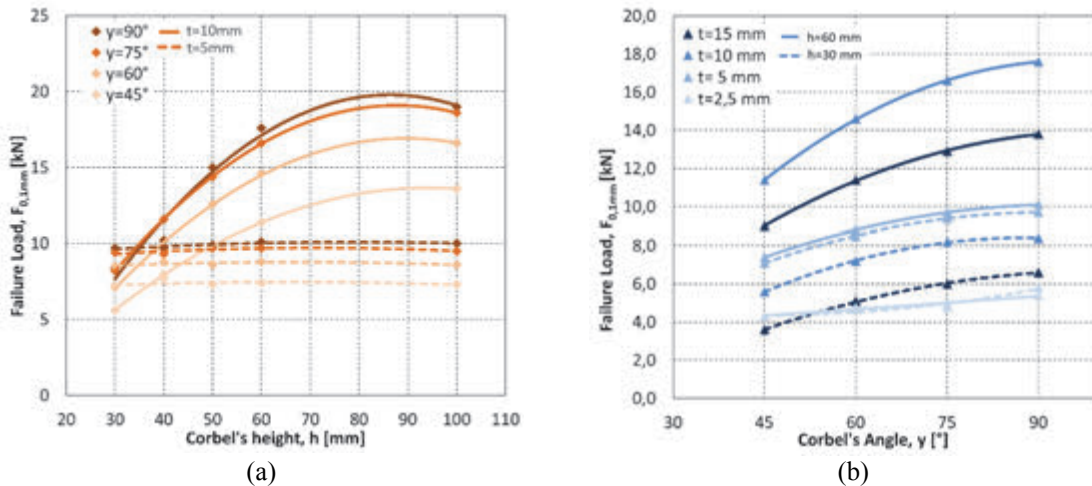 y=90° t=10mm
y=75° t=5mm
y=60°
y=45°
25
20
15
10
5
0
20 30 40 50 60 70 80 90 100 110
Failure Load, F0,1mm [kN]
Corbel's height, h [mm]
(a)
t=15 mm h=60 mm
t=10 mm h=30 mm
t= 5 mm
t=2,5 mm
20,0
18,0
16,0
14,0
12,0
10,0
8,0
6,0
4,0
2,0
0,0
30 45 60 75 90
Failure Load, F0,1mm [kN]
Corbel's Angle, y [°]
(b)